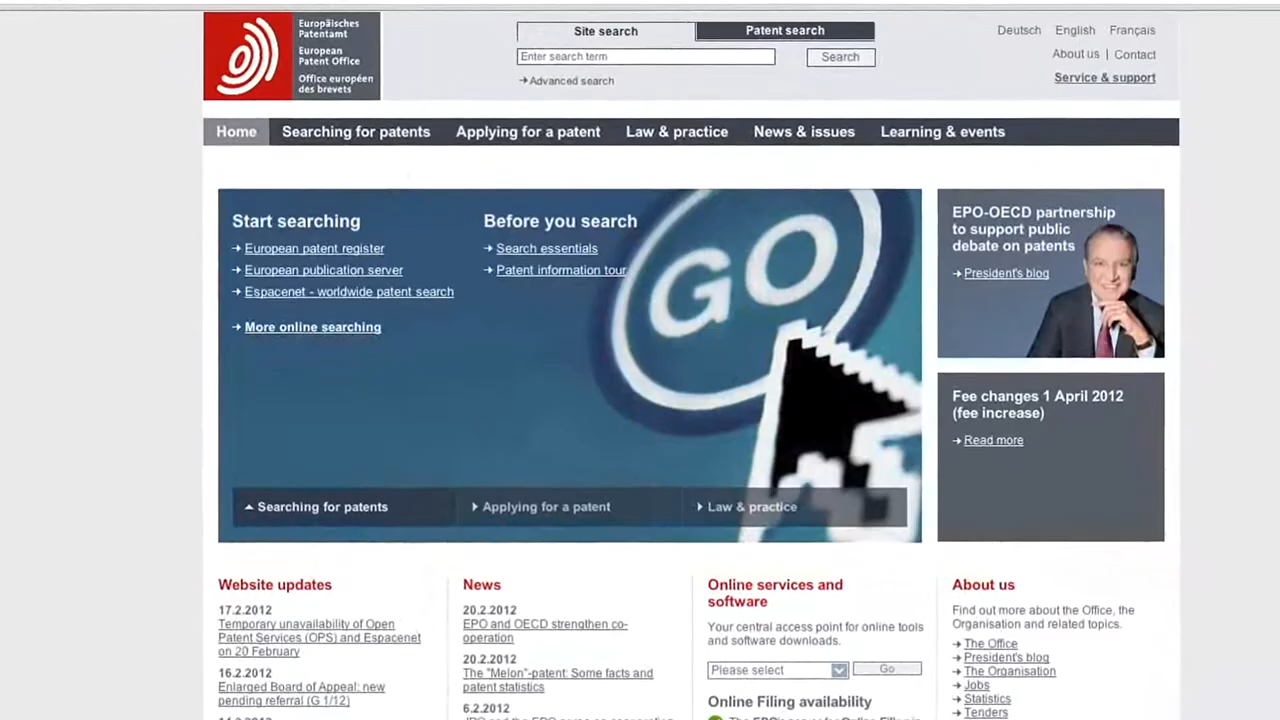 Europäisches
Patentamt
European
Patent Office
Office européen
des brevets
Site search
Patent search
Enter search term
Search
Advanced search
Deutsch English Français
About us | Contact
Service & support
Home Searching for patents Applying for a patent Law & practice News & issues Learning & events
Start searching
European patent register
European publication server
Espacenet - worldwide patent search
More online searching
Before you search
Search essentials
Patent information tour
GO
EPO-OECD partnership
to support public
debate on patents
President's blog
Fee changes 1 April 2012
(fee increase)
Read more
Searching for patents Applying for a patent Law & practice
Website updates
17.2.2012
Temporary unavailability of Open
Patent Services (OPS) and Espacenet
on 20 February
16.2.2012
Enlarged Board of Appeal: new
pending referral (G 1/12)
News
20.2.2012
EPO and OECD strengthen co-
operation
20.2.2012
The "Melon"-patent: Some facts and
patent statistics
6.2.2012
Online services and
software
Your central access point for online tools
and software downloads.
Please select Go
Online Filing availability
About us
Find out more about the Office, the
Organisation and related topics.
The Office
President's blog
The Organisation
Jobs
Statistics
Tenders